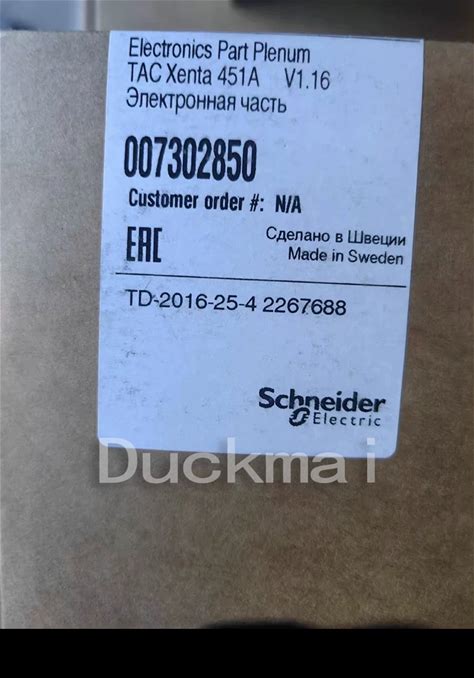 Electronics Part Plenum
TAC Xenta 451A V1.16
Электронная часть
007302850
Customer order #: N/A
EAC
Сделано в Швеции
Made in Sweden
TD-2016-25-4 2267688
Schneider
Electric
Duckmai